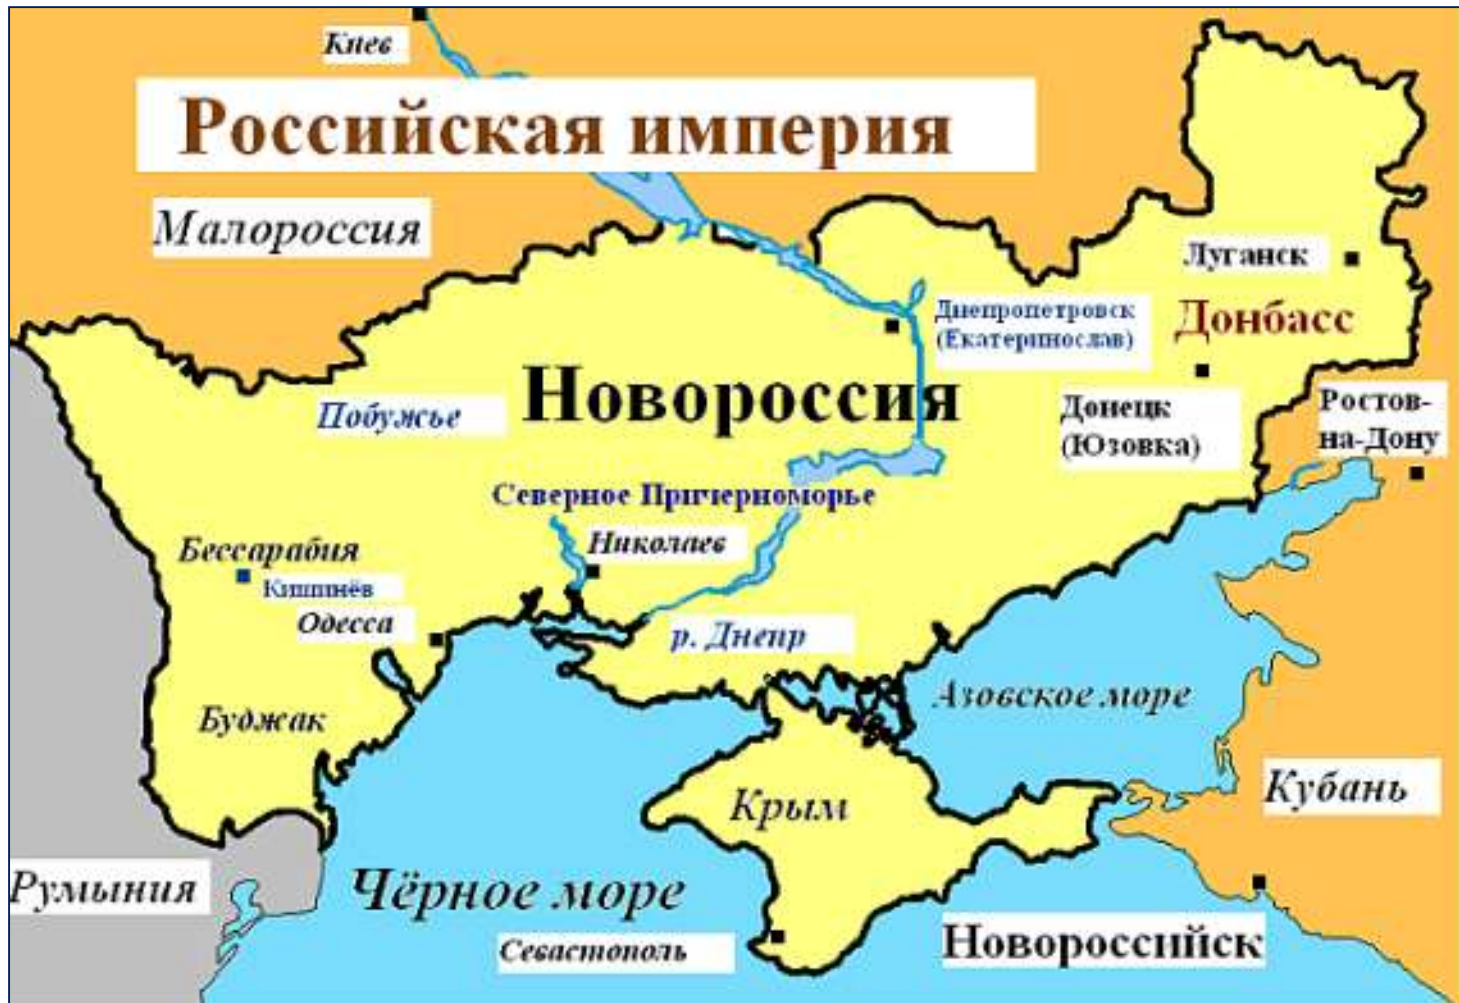 Киев
Российская империя
Малороссия
Луганск
Днепропетровск
(Екатеринослав)
Донбасс
Новороссия
Побужье
Донецк
(Юзовка)
Ростов-
на-Дону
Северное Причерноморье
Николаев
Бессарабия
Кишинёв
Одесса
р. Днепр
Азовское море
Буджак
Крым
Кубань
Румыния
Чёрное море
Севастополь
Новороссийск